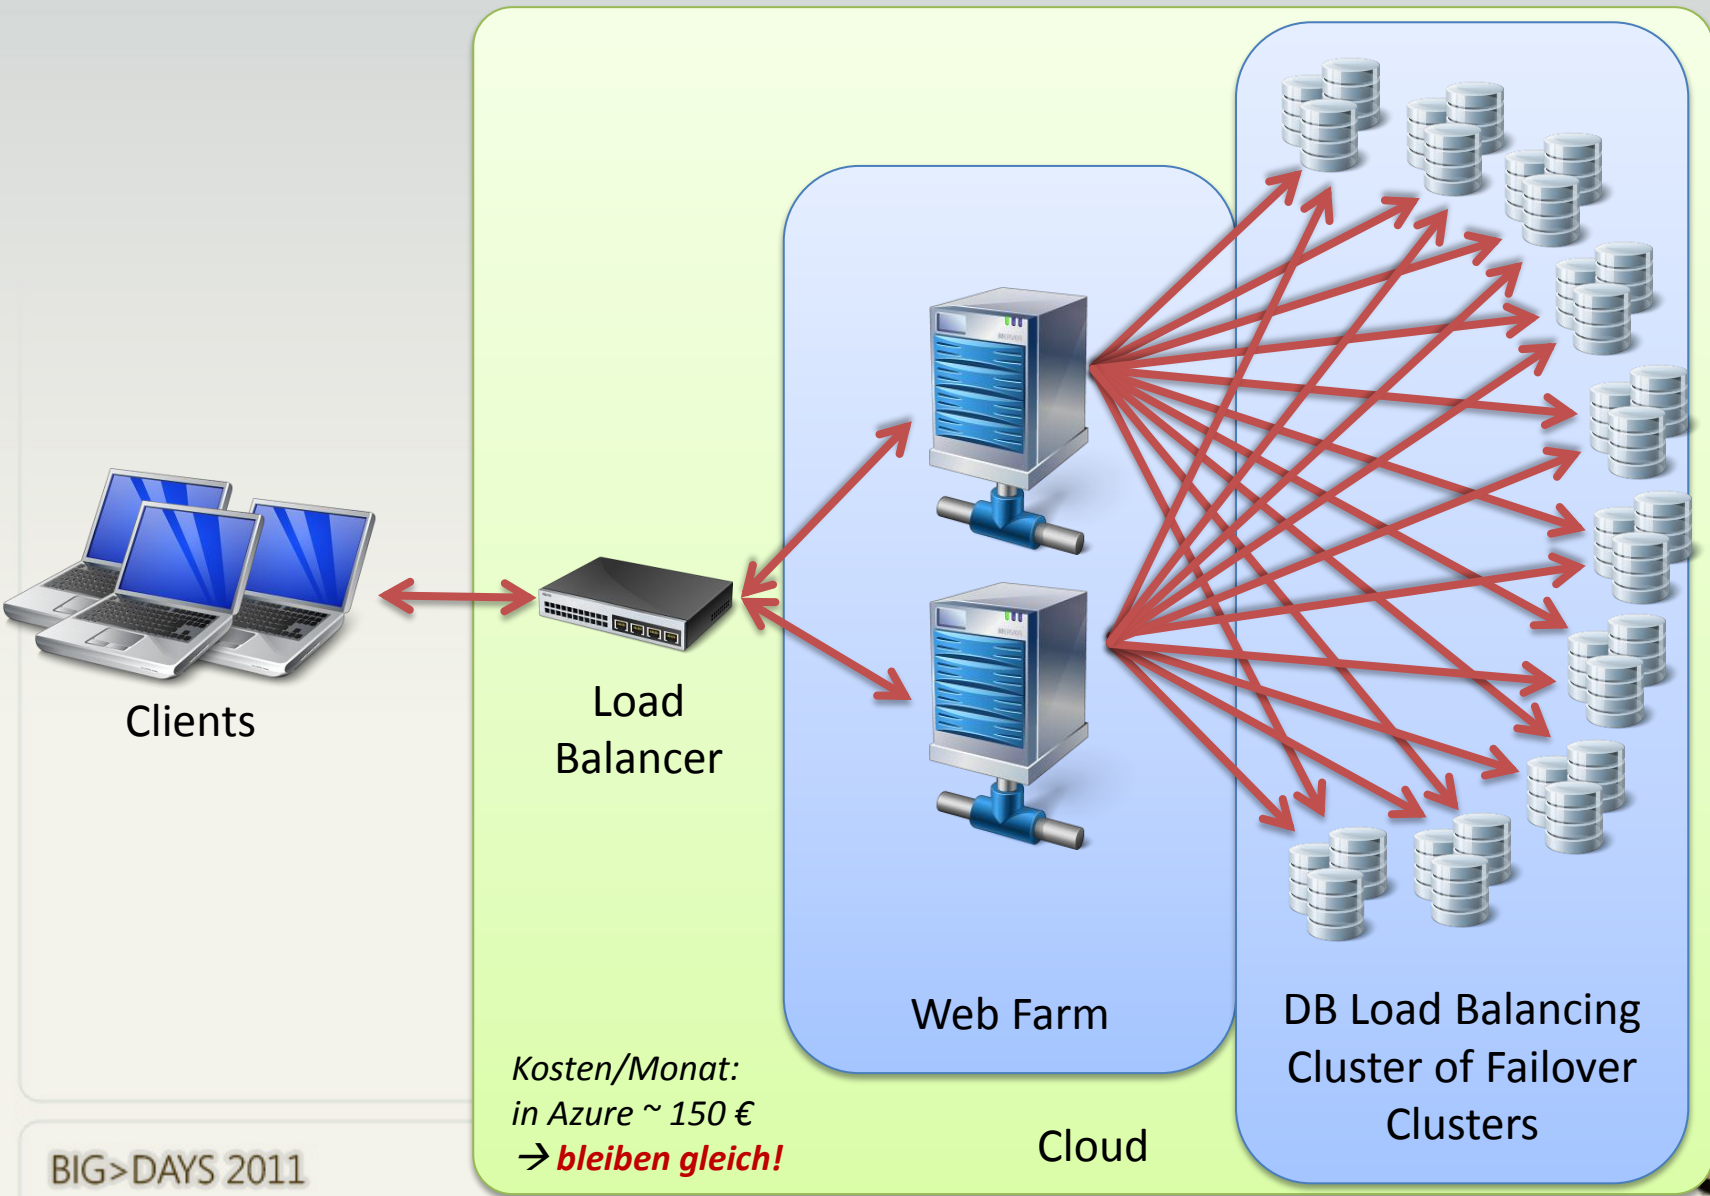 Clients
Load
Balancer
Web Farm
DB Load Balancing
Cluster of Failover
Clusters
Kosten/Monat:
in Azure ~ 150 €
→ bleiben gleich!
Cloud
BIG>DAYS 2011